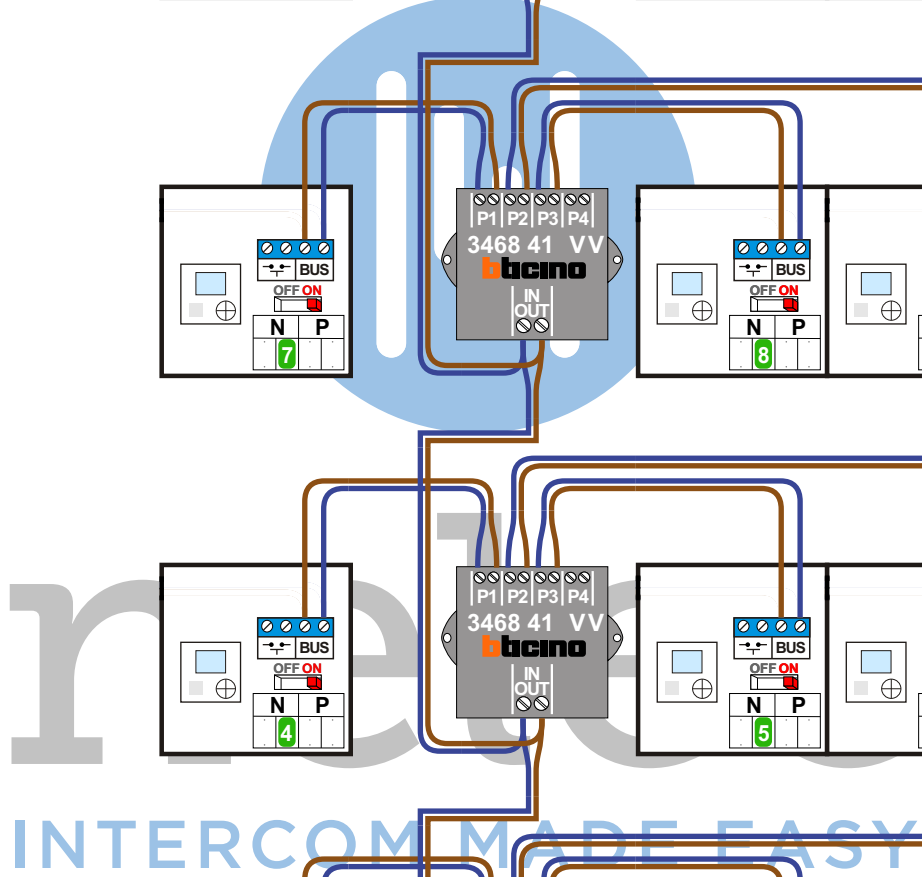 P1 P2 P3 P4
3468 41 VV
bticino
IN
OUT
BUS
OFF ON
N P
7
BUS
OFF ON
N P
8
P1 P2 P3 P4
3468 41 VV
bticino
IN
OUT
BUS
OFF ON
N P
4
BUS
OFF ON
N P
5
INTERCOM MADE EASY